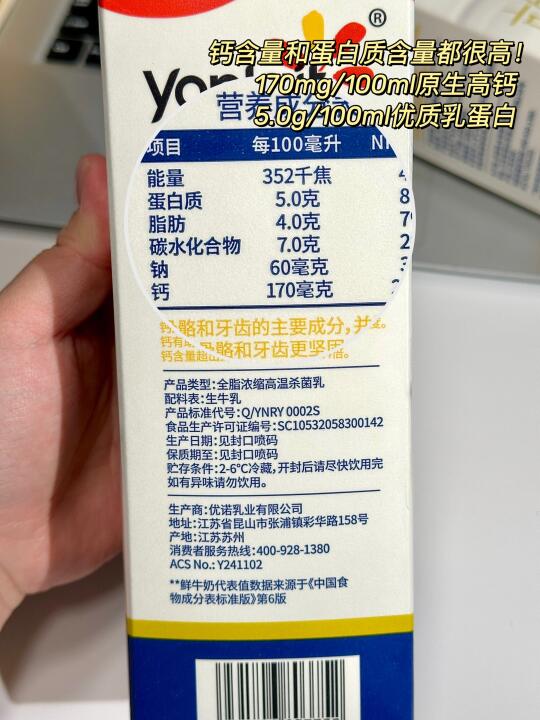 钙含量和蛋白质含量都很高！
170mg/100ml原生高钙
5.0g/100ml优质乳蛋白
®
营养成分表
项目 每100毫升
能量 352千焦
蛋白质 5.0克
脂肪 4.0克
碳水化合物 7.0克
钠 60毫克
钙 170毫克
骨骼和牙齿的主要成分，并
骨骼和牙齿更坚固。
钙含量超出
产品类型：全脂浓缩高温杀菌乳
配料表：生牛乳
产品标准代号：Q/YNRY 0002S
食品生产许可证编号：SC10532058300142
生产日期：见封口喷码
保质期至：见封口喷码
贮存条件：2-6℃冷藏，开封后请尽快饮用完
如有异味请勿饮用。
生产商：优诺乳业有限公司
地址：江苏省昆山市张浦镇彩华路158号
产地：江苏苏州
消费者服务热线：400-928-1380
ACS No.: Y241102
**鲜牛奶代表值数据来源于《中国食
物成分表标准版》第6版